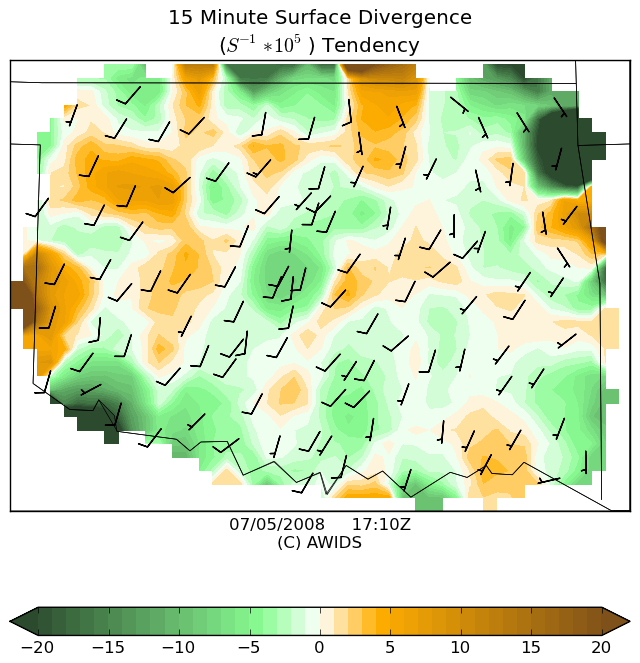 15 Minute Surface Divergence
(S⁻¹ * 10⁵ ) Tendency
07/05/2008 17:10Z
(C) AWIDS
−20 −15 −10 −5 0 5 10 15 20